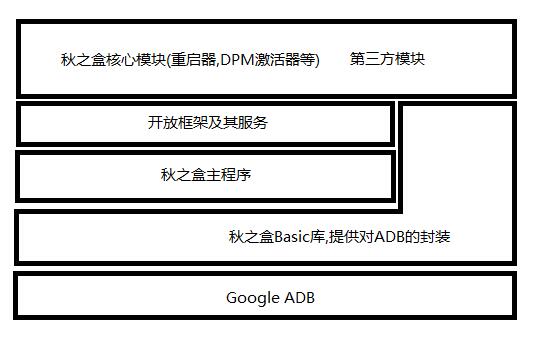 秋之盒核心模块(重启器,DPM激活器等) 第三方模块
开放框架及其服务
秋之盒主程序
秋之盒Basic库,提供对ADB的封装
Google ADB